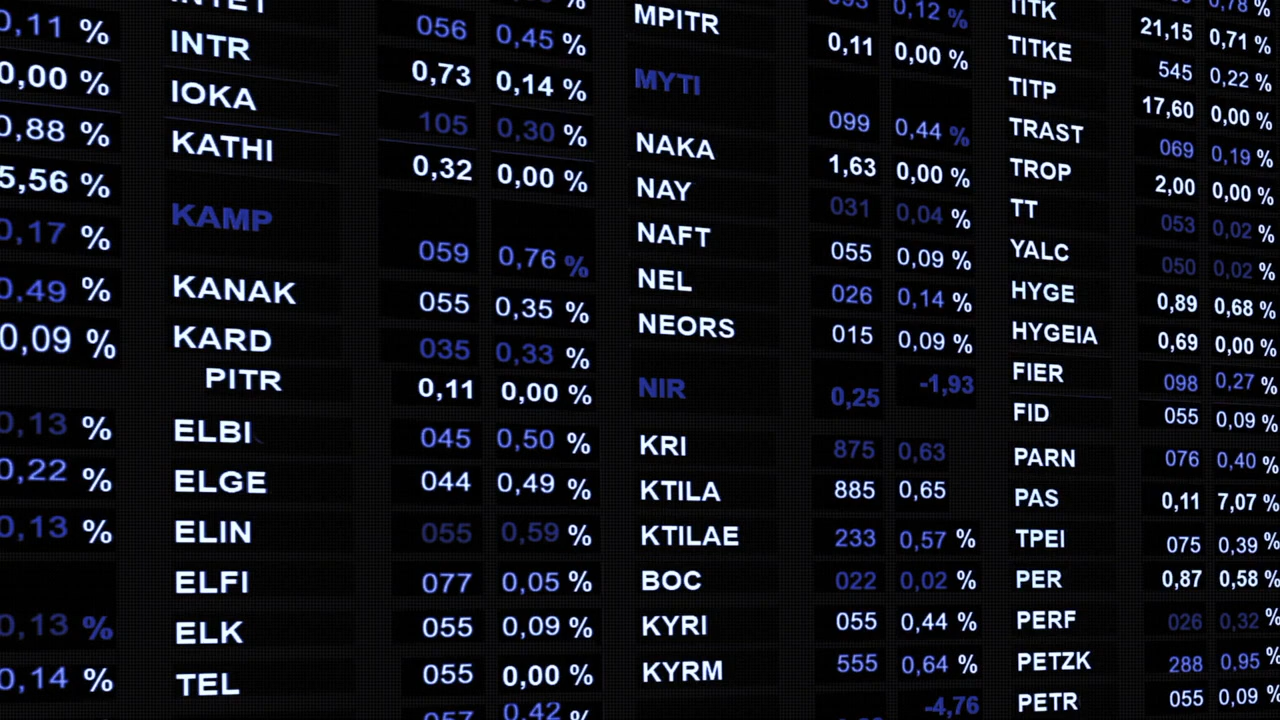 0,11 %
0,00 %
0,88 %
5,56 %
0,17 %
0,49 %
0,09 %
0,13 %
0,22 %
0,13 %
0,13 %
0,14 %
INTET
INTR 056 0,45 %
IOKA 0,73 0,14 %
KATHI 105 0,30 %
0,32 0,00 %
KAMP
059 0,76 %
KANAK 055 0,35 %
KARD 035 0,33 %
PITR 0,11 0,00 %
ELBI 045 0,50 %
ELGE 044 0,49 %
ELIN 055 0,59 %
ELFI 077 0,05 %
ELK 055 0,09 %
TEL 055 0,00 %
057 0,42 %
MPITR 093 0,12 %
0,11 0,00 %
MYTI
099 0,44 %
NAKA 1,63 0,00 %
NAY 031 0,04 %
NAFT 055 0,09 %
NEL 026 0,14 %
NEORS 015 0,09 %
NIR 0,25 -1,93
KRI 875 0,63
KTILA 885 0,65
KTILAE 233 0,57 %
BOC 022 0,02 %
KYRI 055 0,44 %
KYRM 555 0,64 %
-4,76
TITK 0,78 %
TITKE 21,15 0,71 %
TITP 545 0,22 %
TRAST 17,60 0,00 %
TROP 069 0,19 %
TT 2,00 0,00 %
YALC 053 0,02 %
HYGE 050 0,02 %
HYGEIA 0,89 0,68 %
FIER 0,69 0,00 %
FID 098 0,27 %
055 0,09 %
PARN 076 0,40 %
PAS 0,11 7,07 %
TPEI 075 0,39 %
PER 0,87 0,58 %
PERF 026 0,32 %
PETZK 288 0,95 %
PETR 055 0,09 %